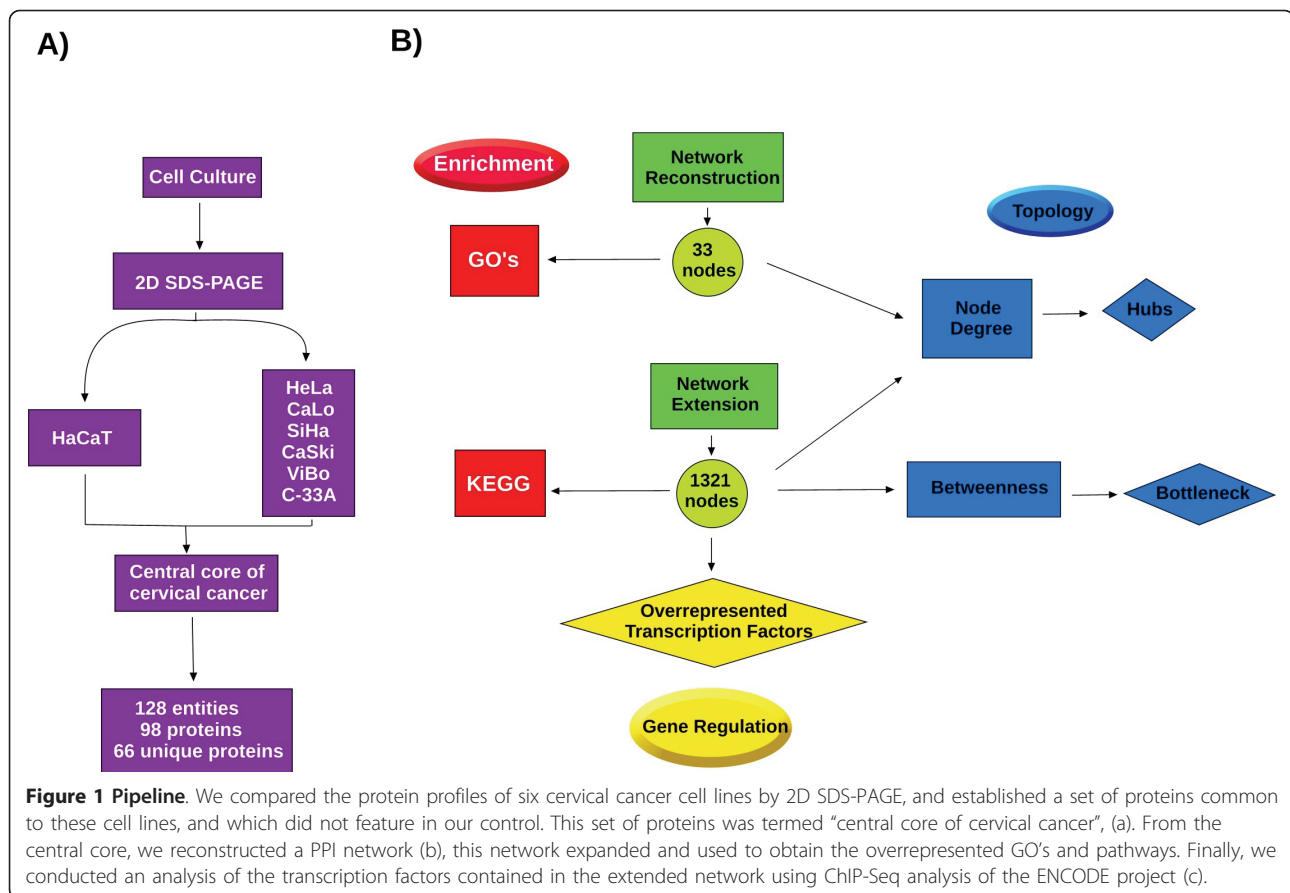 A)
Cell Culture
2D SDS-PAGE
HaCaT
HeLa
CaLo
SiHa
CaSki
ViBo
C-33A
Central core of
cervical cancer
128 entities
98 proteins
66 unique proteins
B)
Enrichment
Network
Reconstruction
Topology
GO's
33
nodes
Node
Degree
Hubs
Network
Extension
KEGG
1321
nodes
Betweenness
Bottleneck
Overrepresented
Transcription Factors
Gene Regulation
Figure 1 Pipeline. We compared the protein profiles of six cervical cancer cell lines by 2D SDS-PAGE, and established a set of proteins common
to these cell lines, and which did not feature in our control. This set of proteins was termed “central core of cervical cancer”, (a). From the
central core, we reconstructed a PPI network (b), this network expanded and used to obtain the overrepresented GO's and pathways. Finally, we
conducted an analysis of the transcription factors contained in the extended network using ChIP-Seq analysis of the ENCODE project (c).